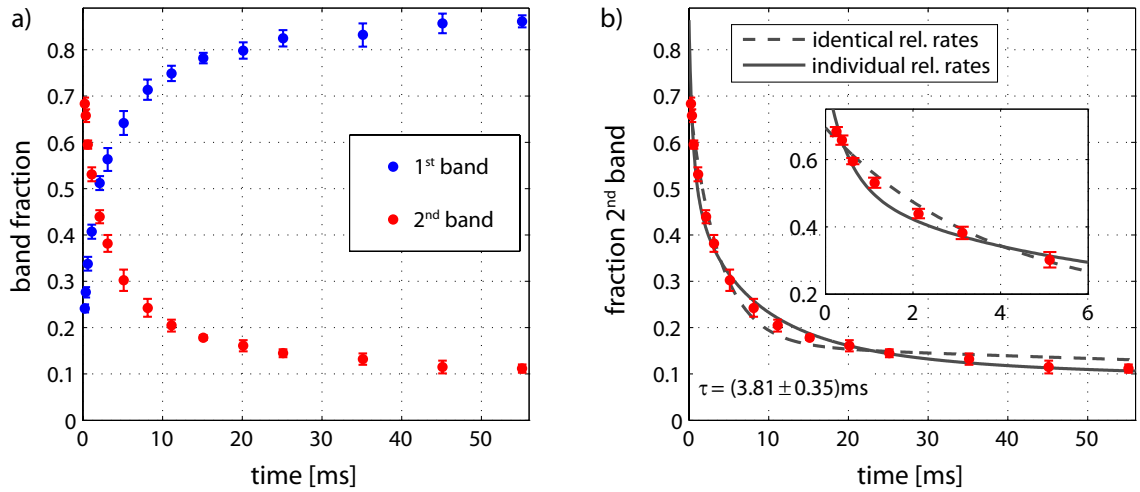 a)
band fraction
0.8
0.7
0.6
0.5
0.4
0.3
0.2
0.1
0
1st band
2nd band
0 10 20 30 40 50
time [ms]
b)
fraction 2nd band
0.8
0.7
0.6
0.5
0.4
0.3
0.2
0.1
0
identical rel. rates
individual rel. rates
0.6
0.4
0.2
0 2 4 6
τ = (3.81±0.35)ms
0 10 20 30 40 50
time [ms]